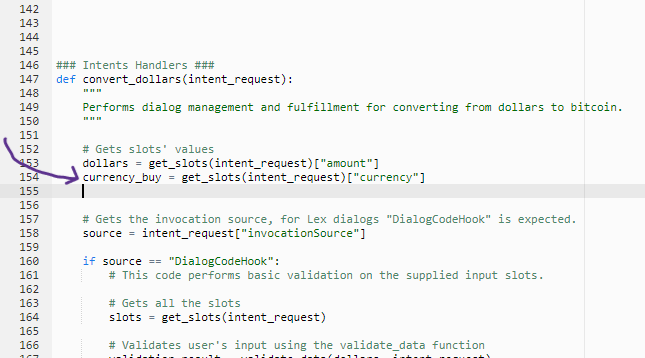 142
143
144
145
146 ### Intents Handlers ###
147 def convert_dollars(intent_request):
148 """
149 Performs dialog management and fulfillment for converting from dollars to bitcoin.
150 """
151
152 # Gets slots' values
153 dollars = get_slots(intent_request)["amount"]
154 currency_buy = get_slots(intent_request)["currency"]
155
156
157 # Gets the invocation source, for Lex dialogs "DialogCodeHook" is expected.
158 source = intent_request["invocationSource"]
159
160 if source == "DialogCodeHook":
161 # This code performs basic validation on the supplied input slots.
162
163 # Gets all the slots
164 slots = get_slots(intent_request)
165
166 # Validates user's input using the validate_data function
167 validation_result = validate_data(dollars, intent_request)